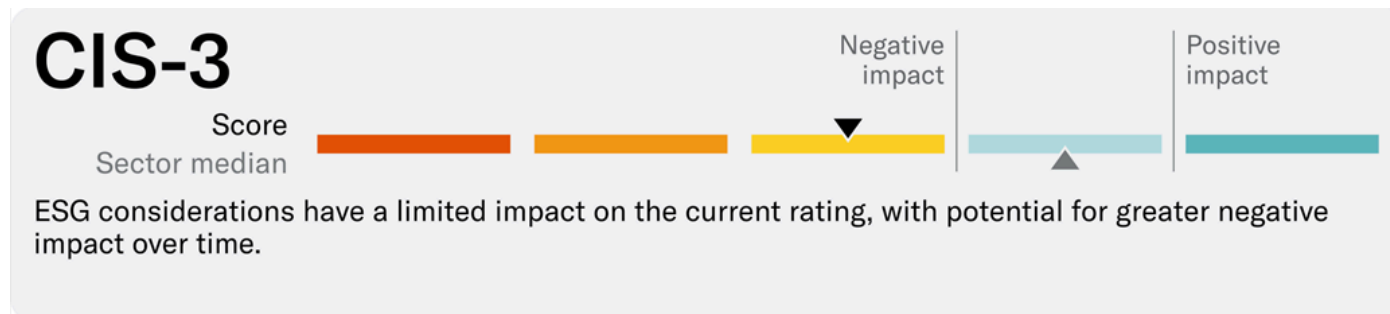 CIS-3
Negative
impact
Positive
impact
Score
Sector median
ESG considerations have a limited impact on the current rating, with potential for greater negative
impact over time.